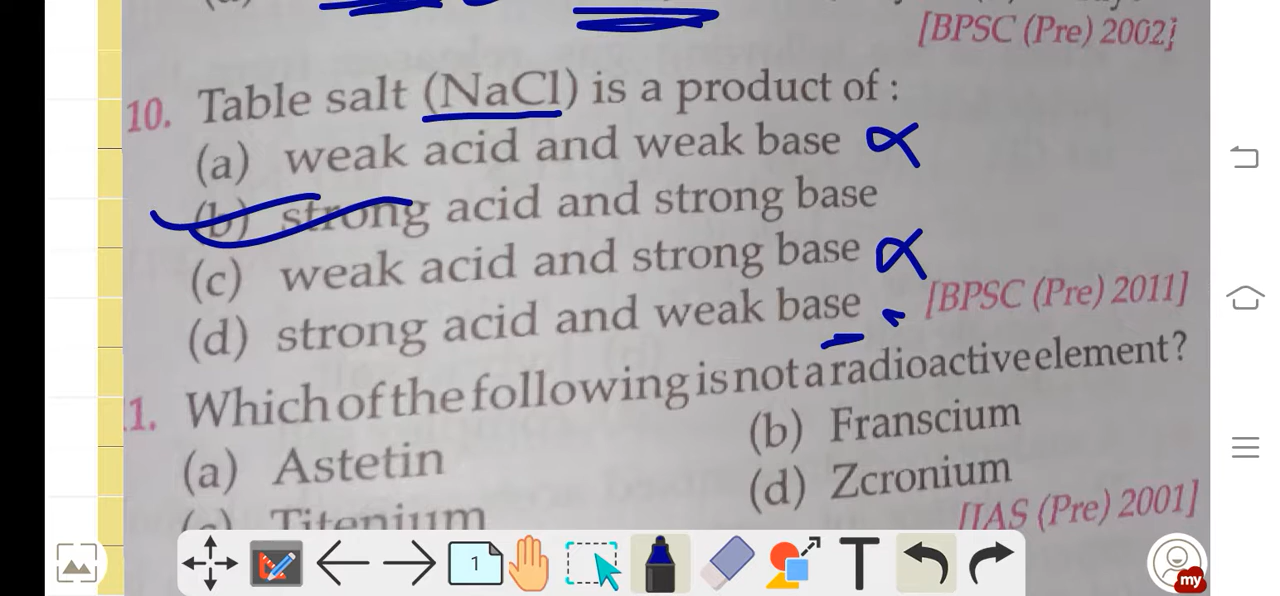 [BPSC (Pre) 2002]
10. Table salt (NaCl) is a product of :
(a) weak acid and weak base
(b) strong acid and strong base
(c) weak acid and strong base
(d) strong acid and weak base [BPSC (Pre) 2011]
1. Which of the following is not a radioactive element?
(a) Astetin (b) Franscium
(c) Titenium (d) Zcronium
[IAS (Pre) 2001]
1 T
my